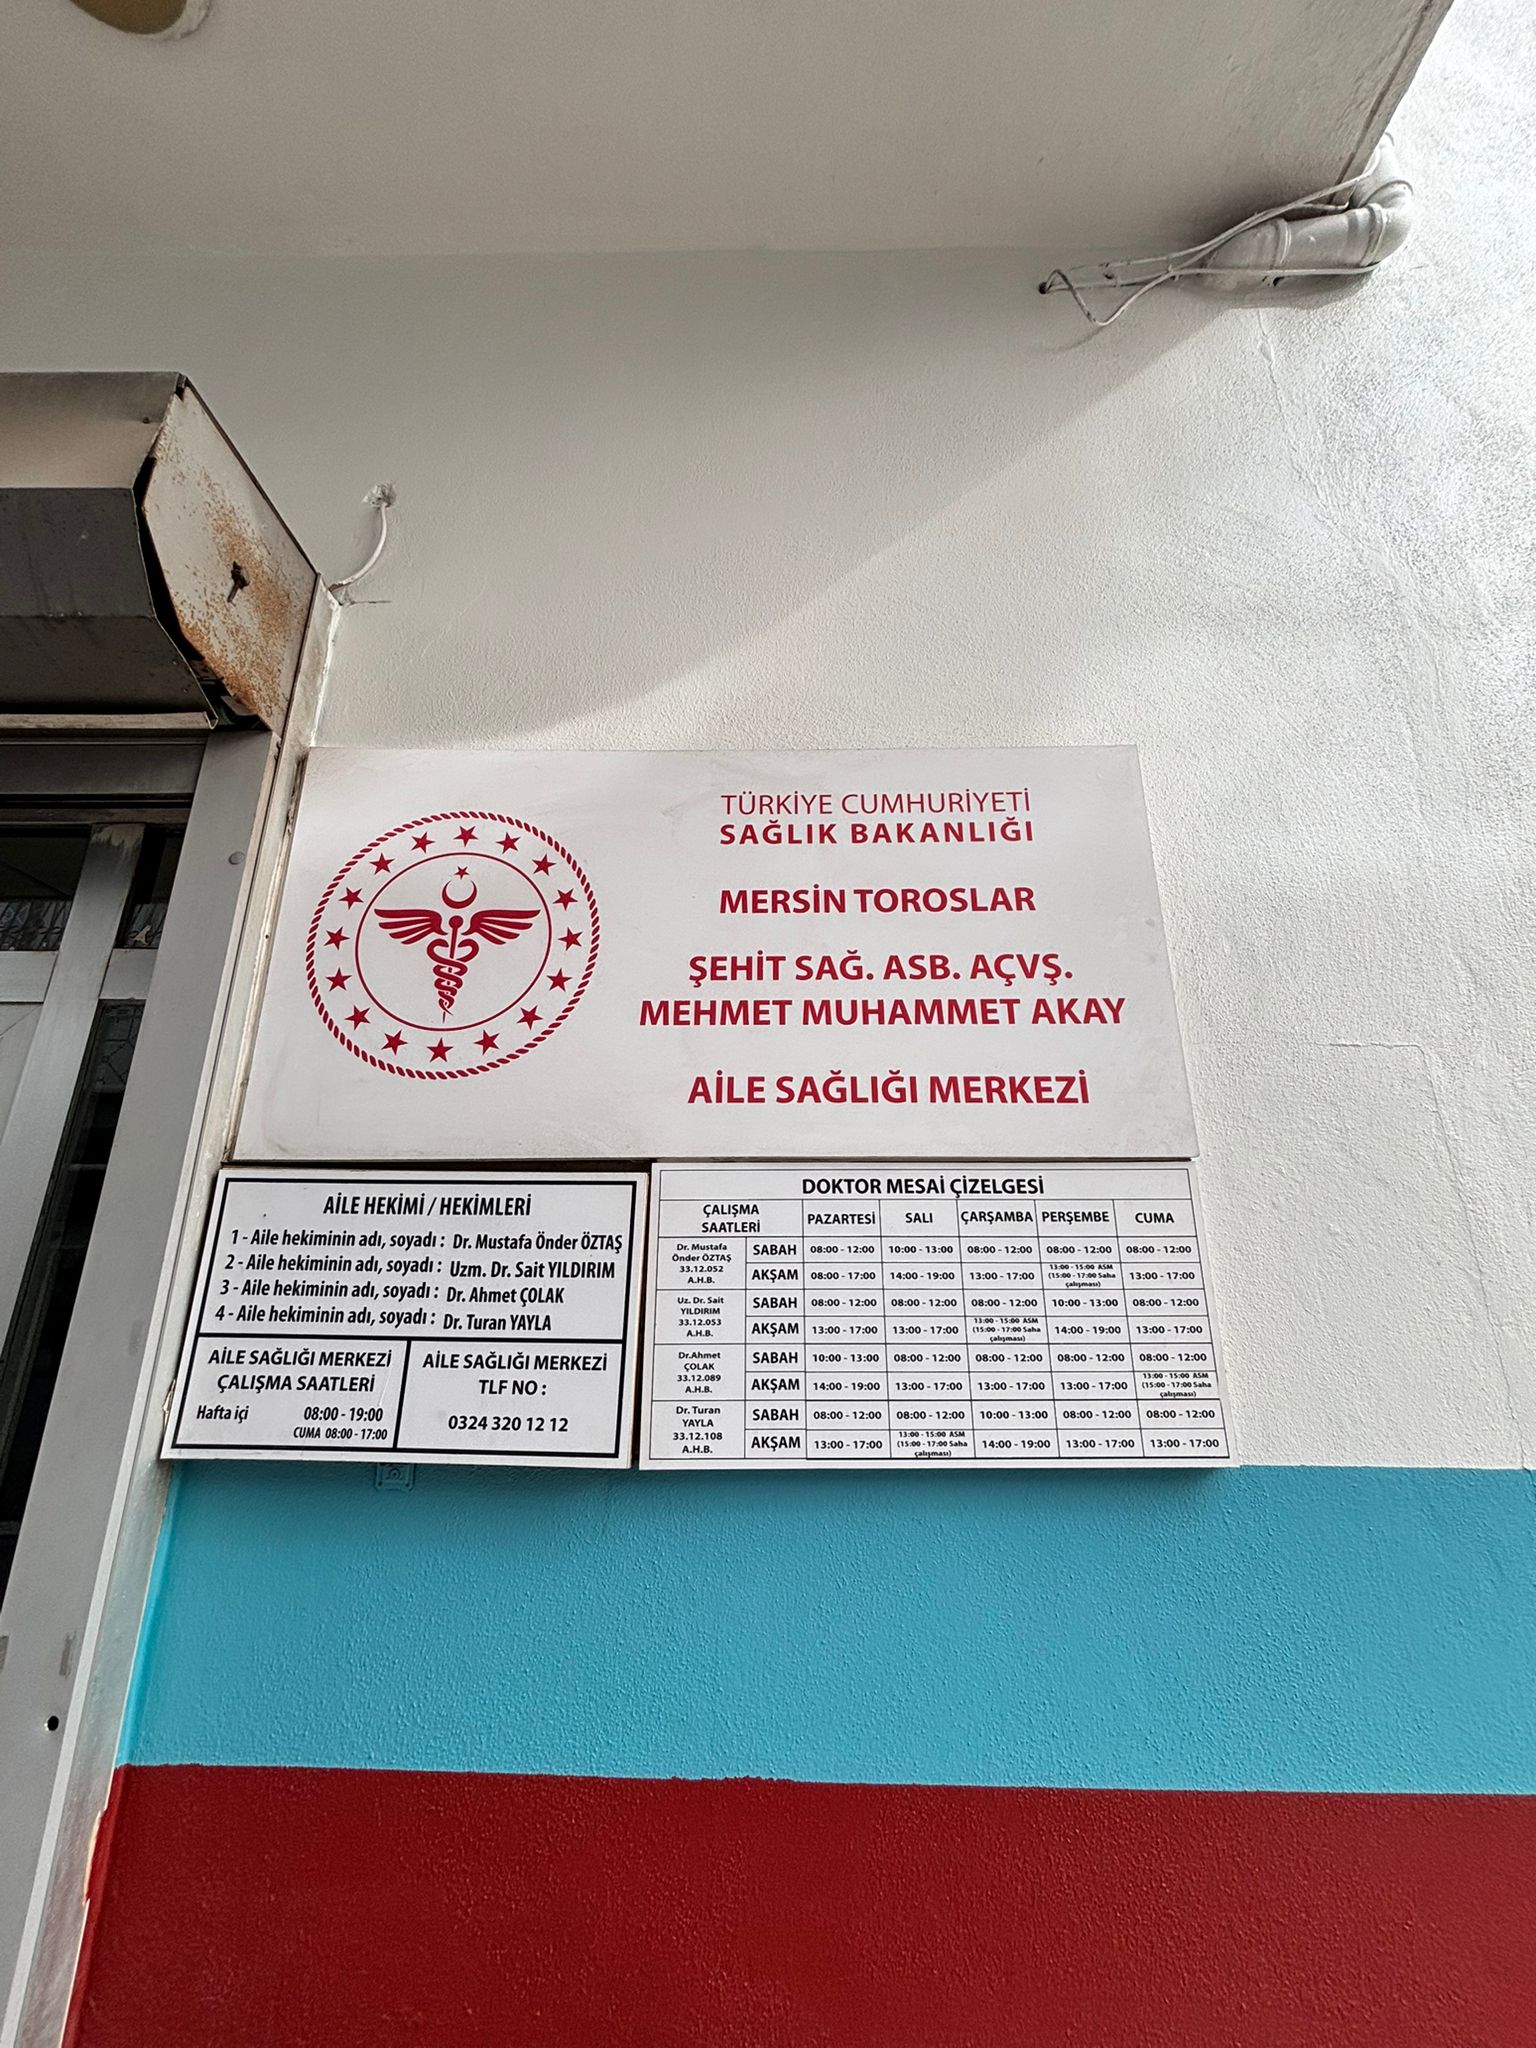 TÜRKİYE CUMHURİYETİ
SAĞLIK BAKANLIĞI
MERSİN TOROSLAR
ŞEHİT SAĞ. ASB. AÇVŞ.
MEHMET MUHAMMET AKAY
AİLE SAĞLIĞI MERKEZİ
AİLE HEKİMİ / HEKİMLERİ
1 - Aile hekiminin adı, soyadı : Dr. Mustafa Önder ÖZTAŞ
2 - Aile hekiminin adı, soyadı : Uzm. Dr. Sait YILDIRIM
3 - Aile hekiminin adı, soyadı : Dr. Ahmet ÇOLAK
4 - Aile hekiminin adı, soyadı : Dr. Turan YAYLA
AİLE SAĞLIĞI MERKEZİ
ÇALIŞMA SAATLERİ
Hafta içi 08:00 - 19:00
CUMA 08:00 - 17:00
AİLE SAĞLIĞI MERKEZİ
TLF NO :
0324 320 12 12
DOKTOR MESAİ ÇİZELGESİ
ÇALIŞMA
SAATLERİ
PAZARTESİ SALI ÇARŞAMBA PERŞEMBE CUMA
Dr. Mustafa
Önder ÖZTAŞ
33.12.052
A.H.B.
SABAH 08:00 - 12:00 10:00 - 13:00 08:00 - 12:00 08:00 - 12:00 08:00 - 12:00
AKŞAM 08:00 - 17:00 14:00 - 19:00 13:00 - 17:00 13:00 - 15:00 ASM (15:00 - 17:00 Saha çalışması) 13:00 - 17:00
Uz. Dr. Sait
YILDIRIM
33.12.053
A.H.B.
SABAH 08:00 - 12:00 08:00 - 12:00 08:00 - 12:00 10:00 - 13:00 08:00 - 12:00
AKŞAM 13:00 - 17:00 13:00 - 17:00 13:00 - 15:00 ASM (15:00 - 17:00 Saha çalışması) 14:00 - 19:00 13:00 - 17:00
Dr.Ahmet
ÇOLAK
33.12.089
A.H.B.
SABAH 10:00 - 13:00 08:00 - 12:00 08:00 - 12:00 08:00 - 12:00 08:00 - 12:00
AKŞAM 14:00 - 19:00 13:00 - 17:00 13:00 - 17:00 13:00 - 17:00 13:00 - 15:00 ASM (15:00 - 17:00 Saha çalışması)
Dr. Turan
YAYLA
33.12.108
A.H.B.
SABAH 08:00 - 12:00 08:00 - 12:00 10:00 - 13:00 08:00 - 12:00 08:00 - 12:00
AKŞAM 13:00 - 17:00 13:00 - 15:00 ASM (15:00 - 17:00 Saha çalışması) 14:00 - 19:00 13:00 - 17:00 13:00 - 17:00